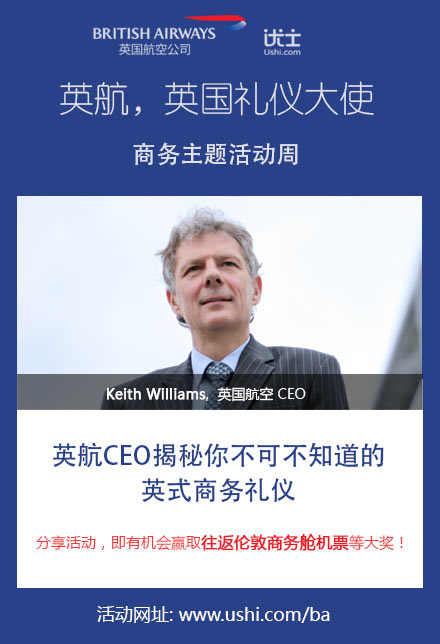 BRITISH AIRWAYS
英国航空公司
优士
Ushi.com
英航，英国礼仪大使
商务主题活动周
Keith Williams, 英国航空 CEO
英航CEO揭秘你不可不知道的
英式商务礼仪
分享活动，即有机会赢取往返伦敦商务舱机票等大奖！
活动网址: www.ushi.com/ba